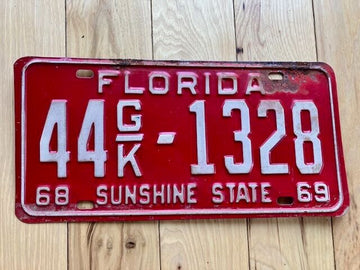 FLORIDA
44 G/K - 1328
68 SUNSHINE STATE 69